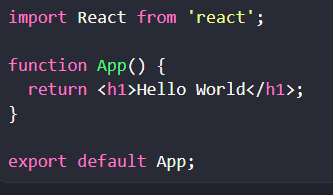 import React from 'react';

function App() {
  return <h1>Hello World</h1>;
}

export default App;